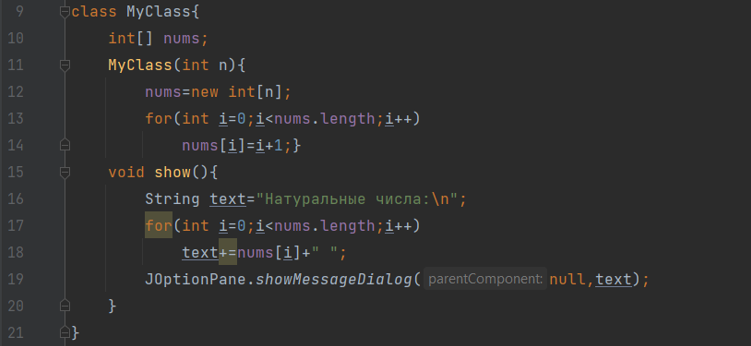 9 class MyClass{
10 int[] nums;
11 MyClass(int n){
12 nums=new int[n];
13 for(int i=0;i<nums.length;i++)
14 nums[i]=i+1;}
15 void show(){
16 String text="Натуральные числа:\n";
17 for(int i=0;i<nums.length;i++)
18 text+=nums[i]+" ";
19 JOptionPane.showMessageDialog( parentComponent: null,text);
20 }
21 }